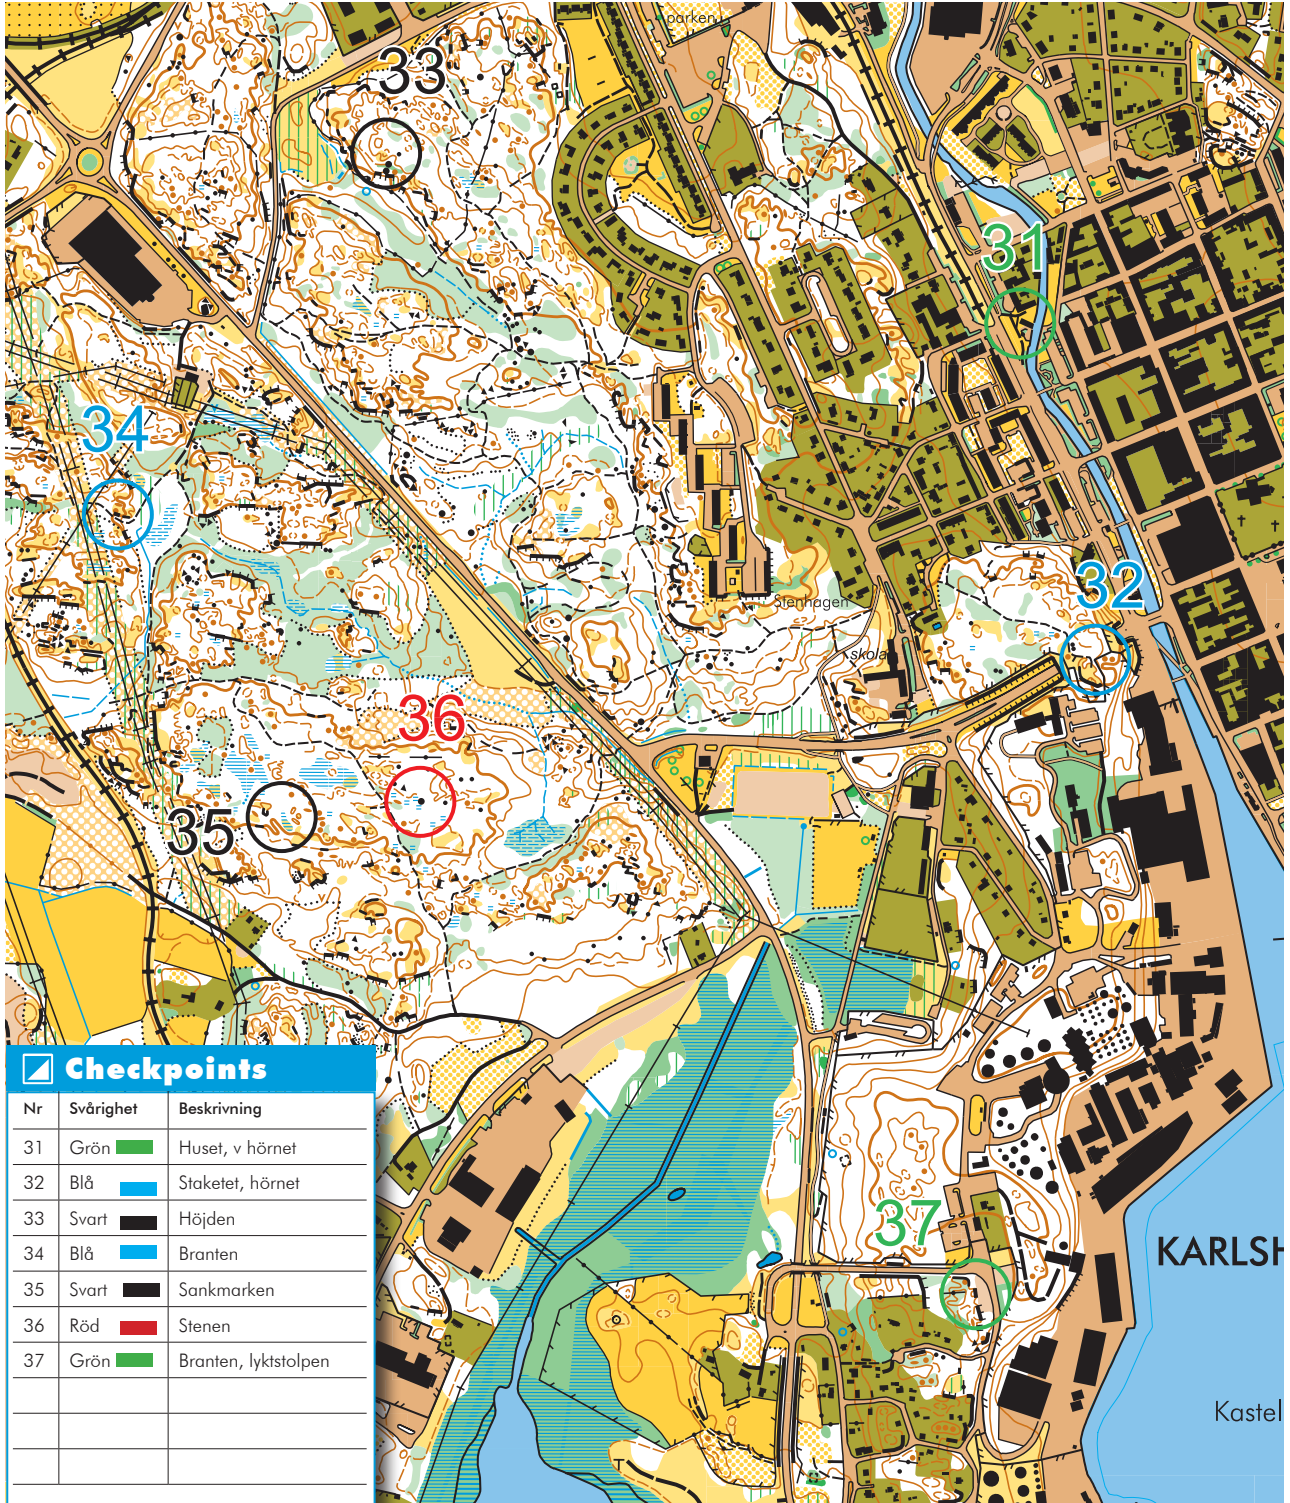 parken
33
31
34
32
Stenhagen
skola
36
35
37
KARLSH
Kastel
Checkpoints
Nr Svårighet Beskrivning
31 Grön Huset, v hörnet
32 Blå Staketet, hörnet
33 Svart Höjden
34 Blå Branten
35 Svart Sankmarken
36 Röd Stenen
37 Grön Branten, lyktstolpen